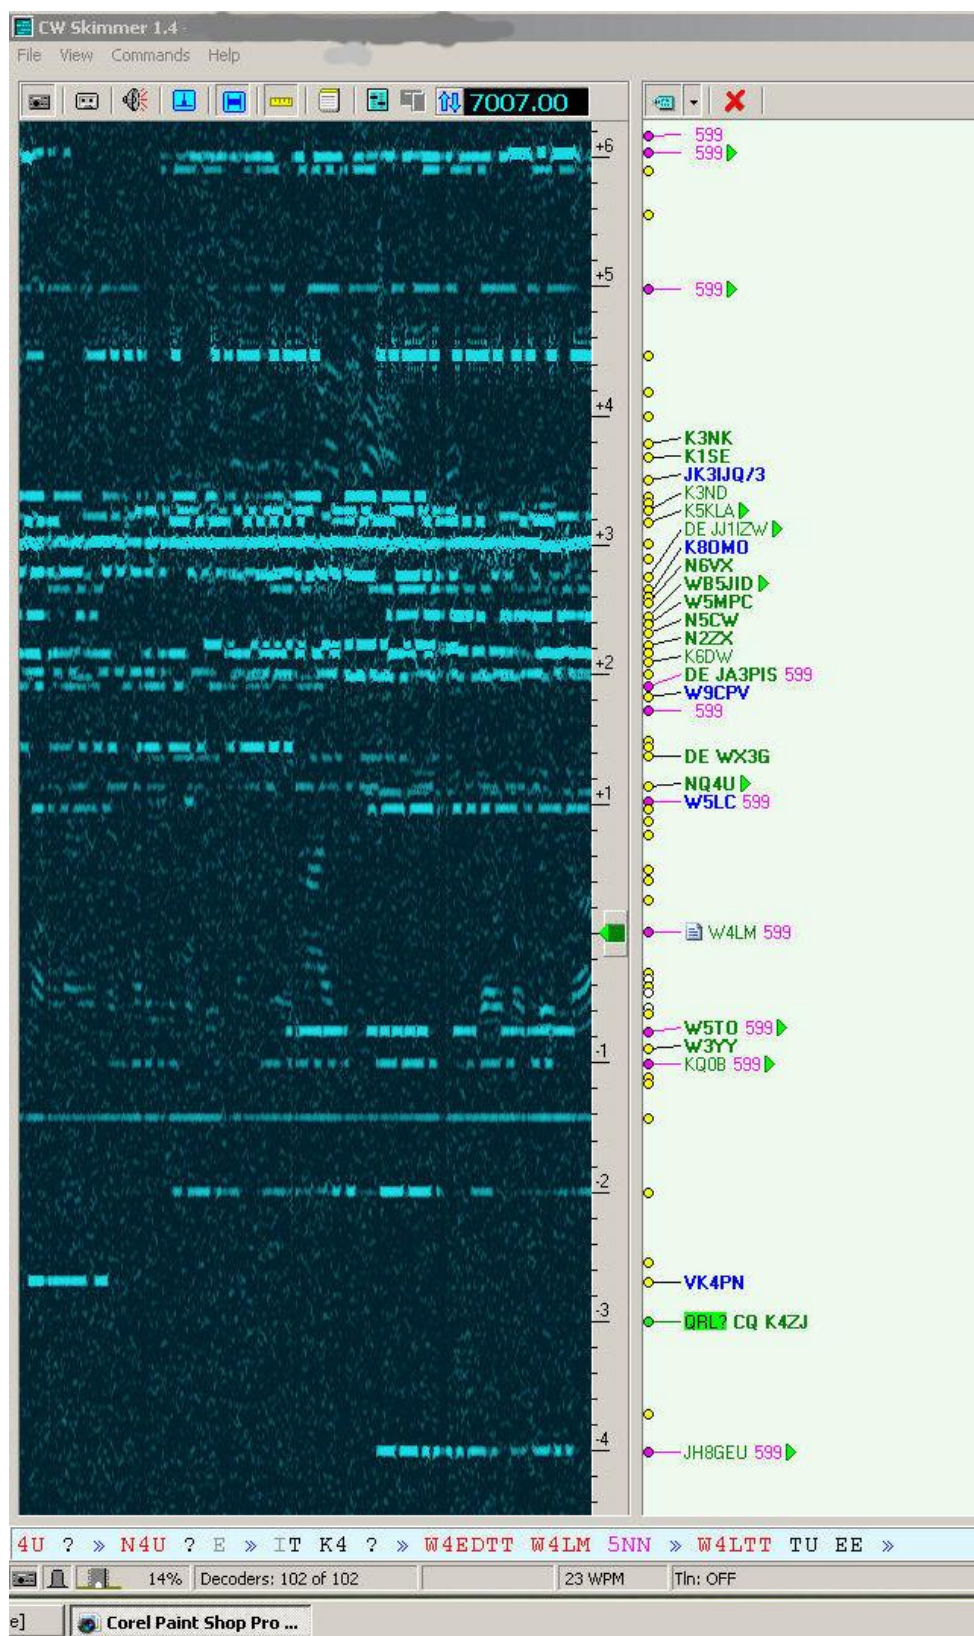 CW Skimmer 1.4
File View Commands Help
7007.00
+6
+5
+4
+3
+2
+1
-1
-2
-3
-4
599
599
599
K3NK
K1SE
JK3IJQ/3
K3ND
K5KLA
DE JJ1IZW
K8OMO
N6VX
WB5JID
W5MPC
N5CW
N2ZX
K6DW
DE JA3PIS 599
W9CPV
599
DE WX3G
NQ4U
W5LC 599
W4LM 599
W5TO 599
W3YY
KQ0B 599
VK4PN
QRL? CQ K4ZJ
JH8GEU 599
4U ? » N4U ? E » IT K4 ? » W4EDTT W4LM 5NN » W4LTT TU EE »
14% Decoders: 102 of 102 23 WPM Tln: OFF
e] Corel Paint Shop Pro ...